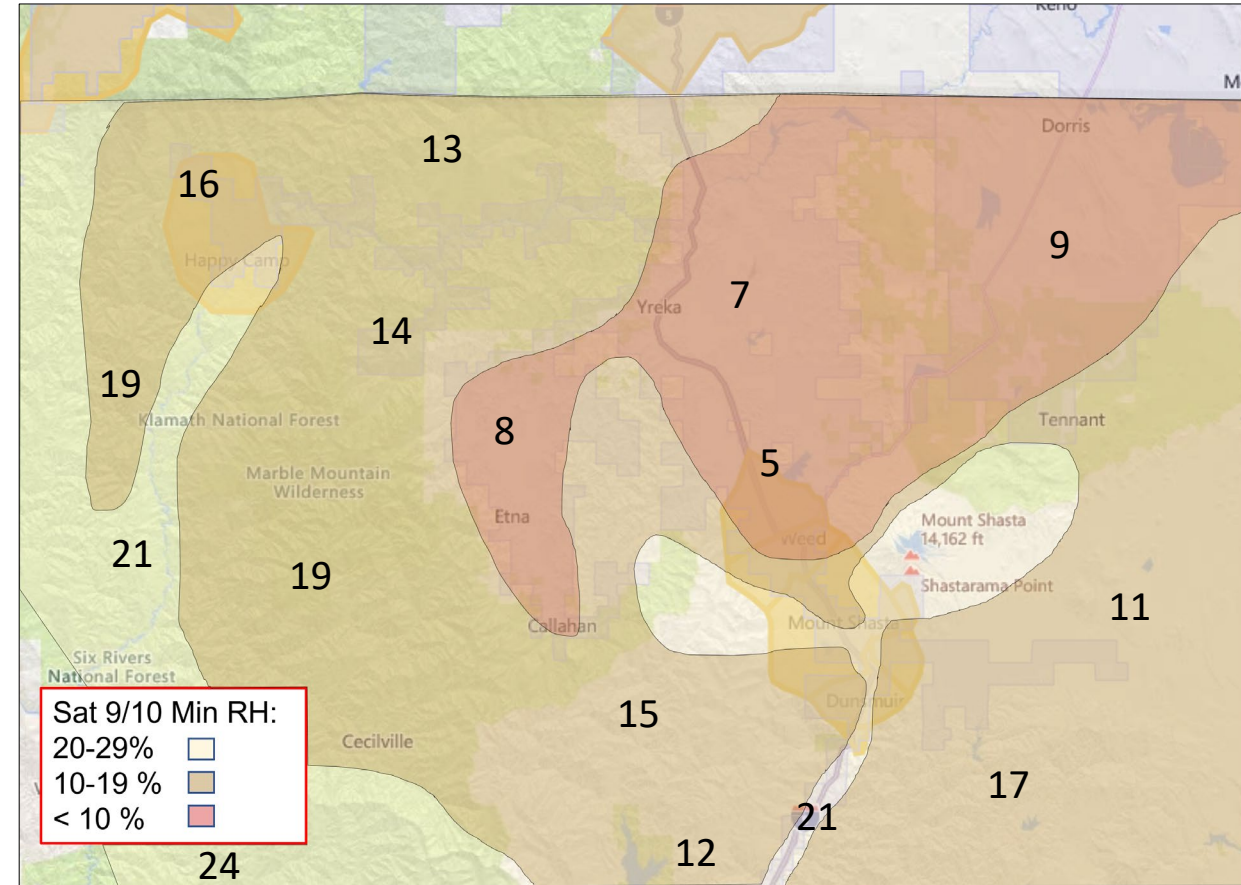 Keno
5
Dorris
13
16
9
Happy Camp
7
Yreka
14
19
Klamath National Forest
8
Tennant
5
Marble Mountain
Wilderness
Etna
Mount Shasta
14,162 ft
Weed
21
19
Shastarama Point
11
Callahan
Mount Shasta
Six Rivers
National Forest
15
Dunsmuir
Sat 9/10 Min RH:
20-29%
10-19 %
< 10 %
Cecilville
17
21
12
24